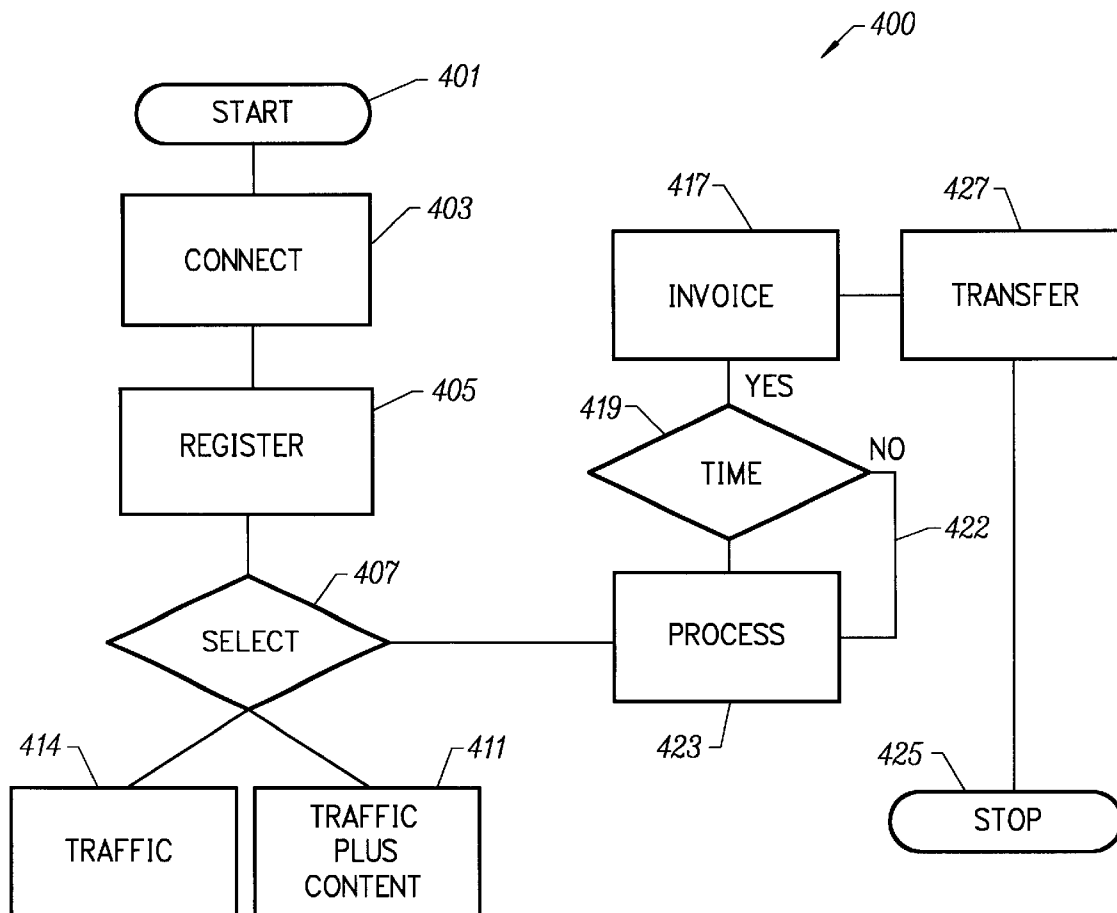 400
401
START
403
CONNECT
405
REGISTER
407
SELECT
414
TRAFFIC
411
TRAFFIC
PLUS
CONTENT
417
INVOICE
427
TRANSFER
YES
419
TIME
NO
422
PROCESS
423
425
STOP